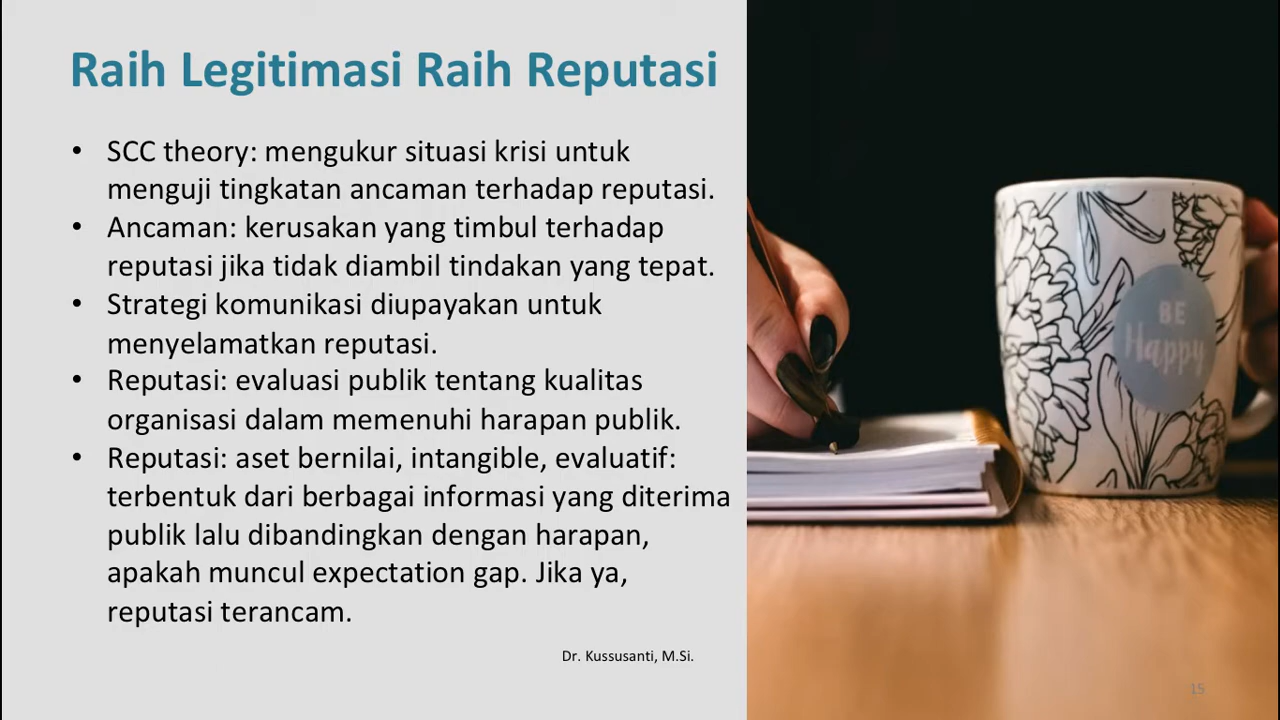 Raih Legitimasi Raih Reputasi
• SCC theory: mengukur situasi krisi untuk
menguji tingkatan ancaman terhadap reputasi.
• Ancaman: kerusakan yang timbul terhadap
reputasi jika tidak diambil tindakan yang tepat.
• Strategi komunikasi diupayakan untuk
menyelamatkan reputasi.
• Reputasi: evaluasi publik tentang kualitas
organisasi dalam memenuhi harapan publik.
• Reputasi: aset bernilai, intangible, evaluatif:
terbentuk dari berbagai informasi yang diterima
publik lalu dibandingkan dengan harapan,
apakah muncul expectation gap. Jika ya,
reputasi terancam.
Dr. Kussusanti, M.Si.
BE
Happy
15